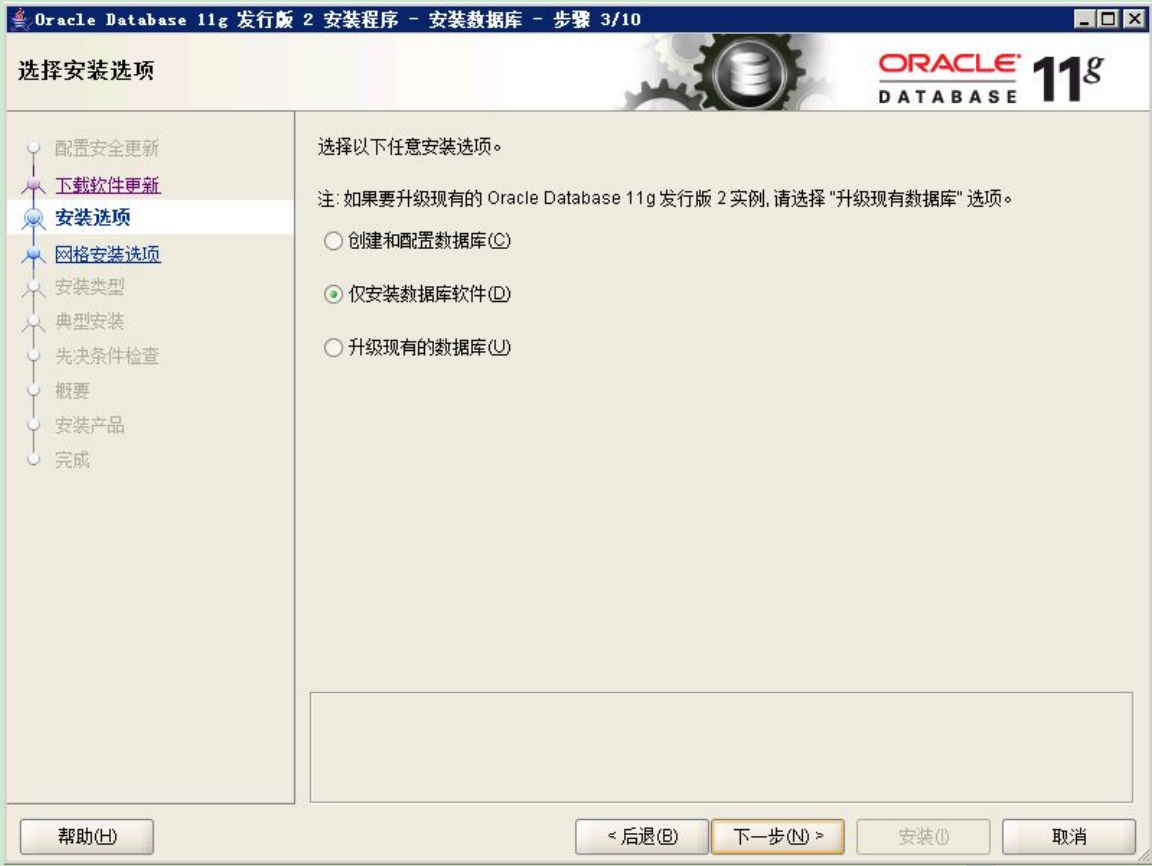 Oracle Database 11g 发行版 2 安装程序 - 安装数据库 - 步骤 3/10
选择安装选项
ORACLE
DATABASE
11g
配置安全更新
下载软件更新
安装选项
网格安装选项
安装类型
典型安装
先决条件检查
概要
安装产品
完成
选择以下任意安装选项。
注: 如果要升级现有的 Oracle Database 11g 发行版 2 实例, 请选择 "升级现有数据库" 选项。
创建和配置数据库(C)
仅安装数据库软件(D)
升级现有的数据库(U)
帮助(H)
< 后退(B)
下一步(N) >
安装(I)
取消